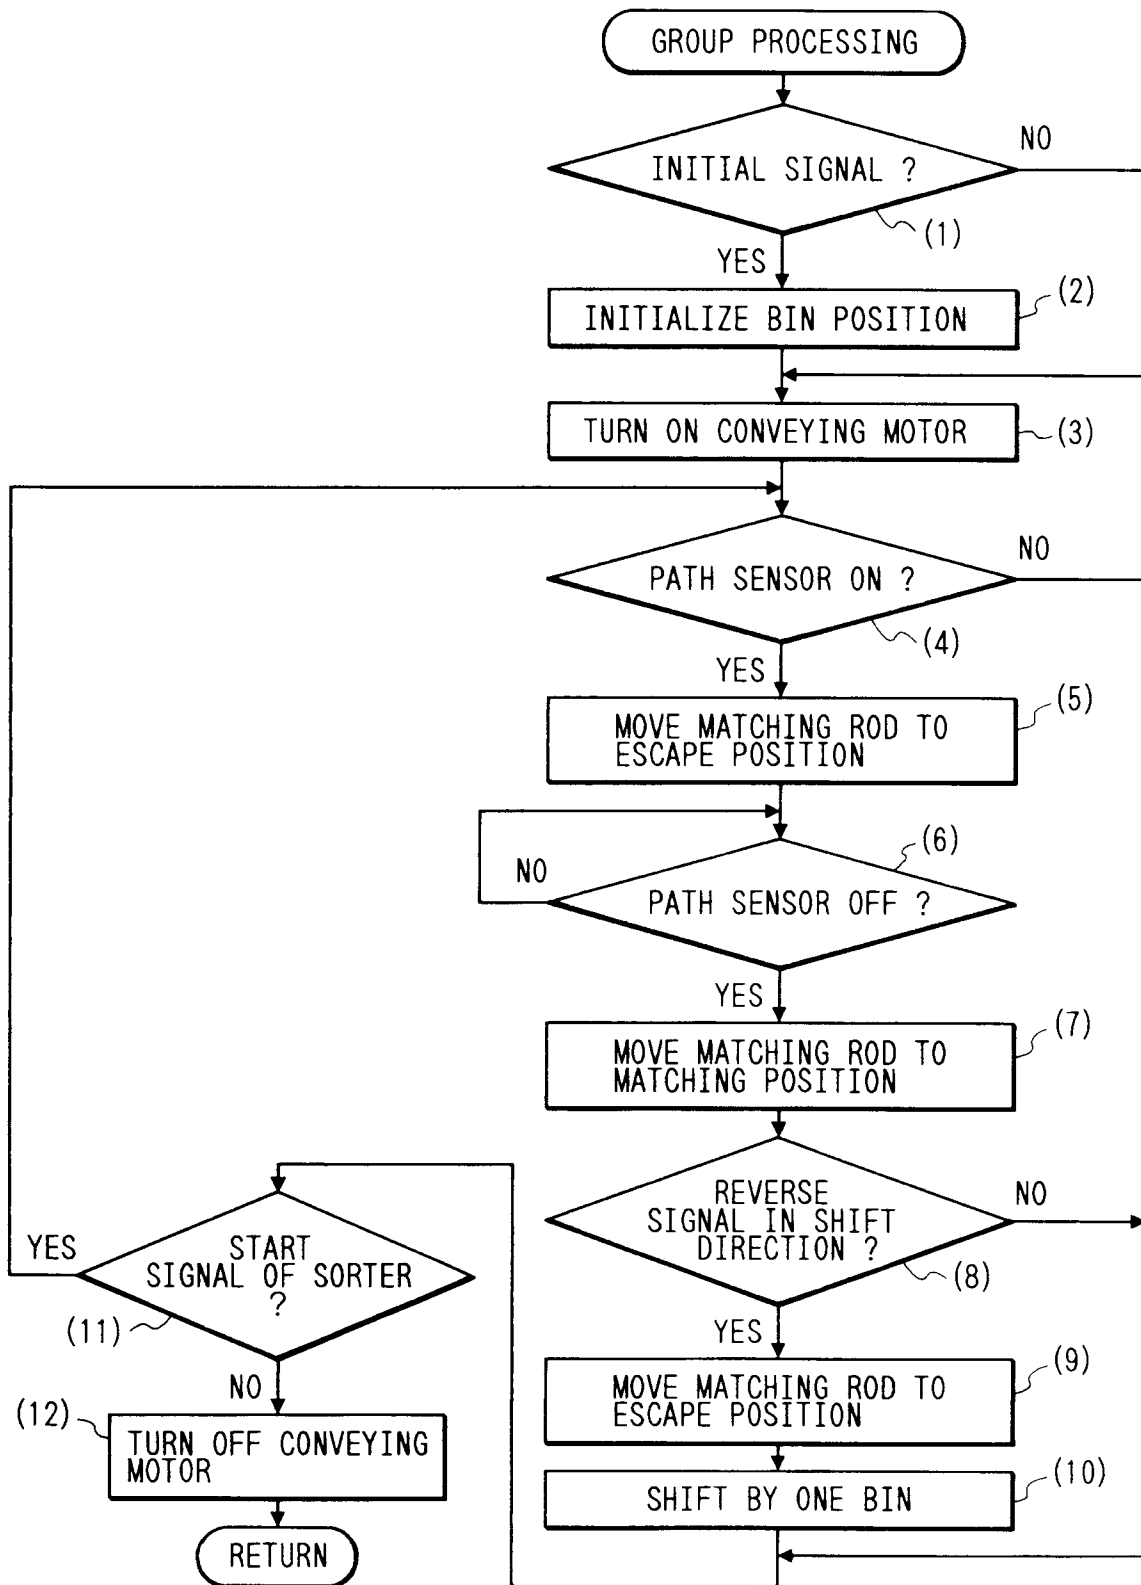 GROUP PROCESSING
INITIAL SIGNAL ?
NO
(1)
YES
(2)
INITIALIZE BIN POSITION
TURN ON CONVEYING MOTOR
(3)
PATH SENSOR ON ?
NO
(4)
YES
(5)
MOVE MATCHING ROD TO
ESCAPE POSITION
(6)
NO
PATH SENSOR OFF ?
YES
(7)
MOVE MATCHING ROD TO
MATCHING POSITION
REVERSE
SIGNAL IN SHIFT
DIRECTION ?
NO
(8)
YES
(9)
MOVE MATCHING ROD TO
ESCAPE POSITION
(10)
SHIFT BY ONE BIN
YES
START
SIGNAL OF SORTER
?
(11)
NO
(12)
TURN OFF CONVEYING
MOTOR
RETURN